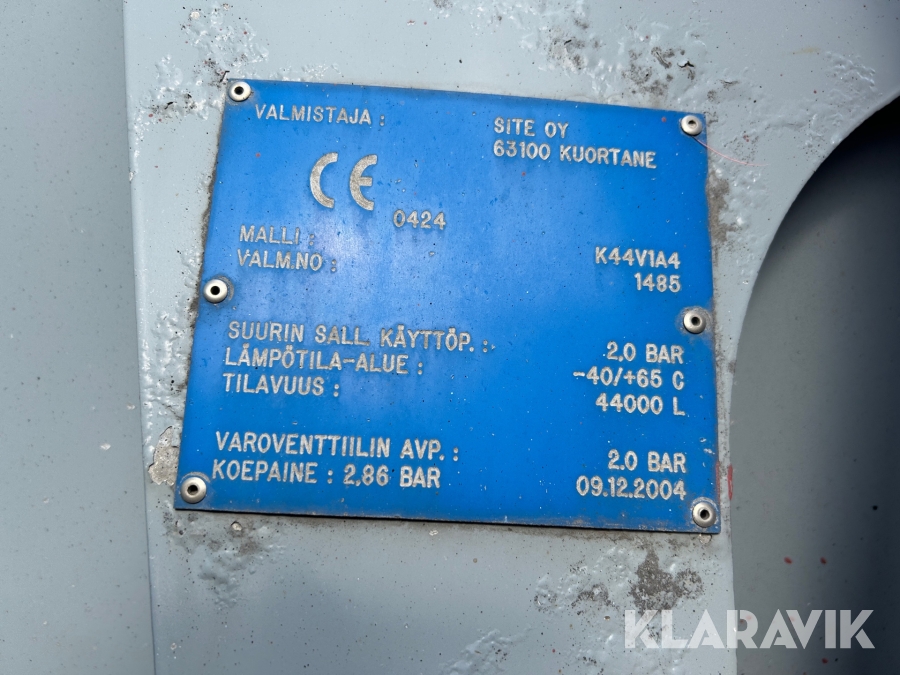 VALMISTAJA : SITE OY
63100 KUORTANE
CE 0424
MALLI : K44V1A4
VALM.NO : 1485
SUURIN SALL. KÄYTTÖP. : 2.0 BAR
LÄMPÖTILA-ALUE : -40/+65 C
TILAVUUS : 44000 L
VAROVENTTIILIN AVP. : 2.0 BAR
KOEPAINE : 2.86 BAR 09.12.2004
KLARAVIK